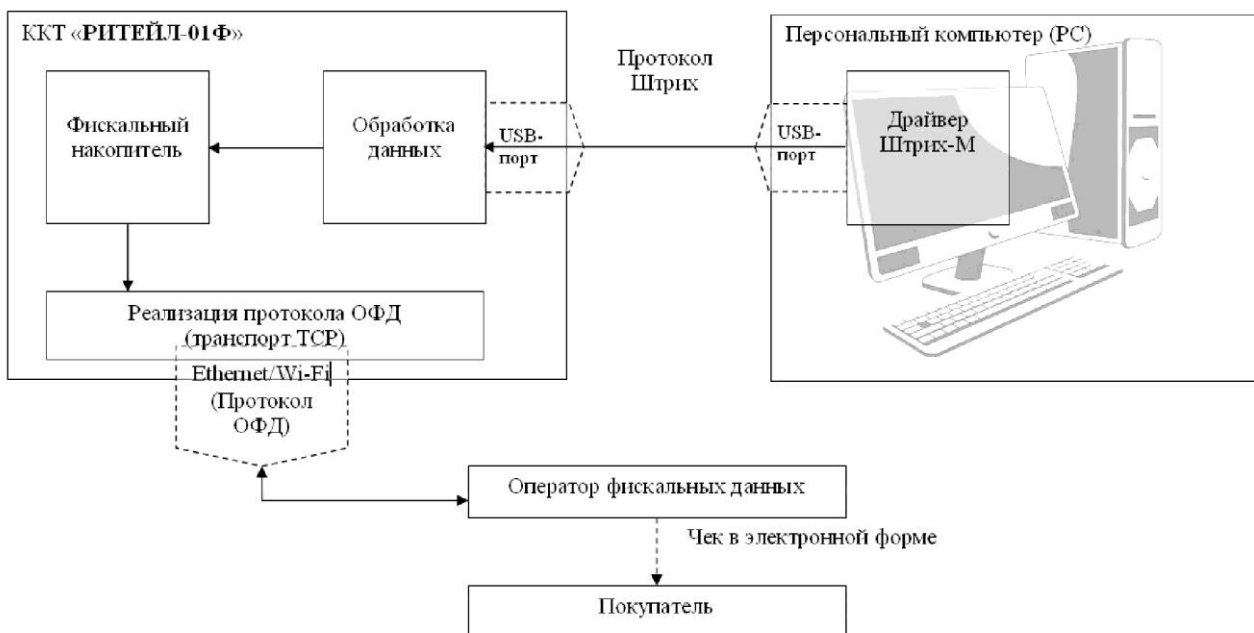 ККТ «РИТЕЙЛ-01Ф»
Фискальный
накопитель
Обработка
данных
USB-
порт
Протокол
Штрих
Персональный компьютер (PC)
USB-
порт
Драйвер
Штрих-М
Реализация протокола ОФД
(транспорт TCP)
Ethernet/Wi-Fi
(Протокол
ОФД)
Оператор фискальных данных
Чек в электронной форме
Покупатель